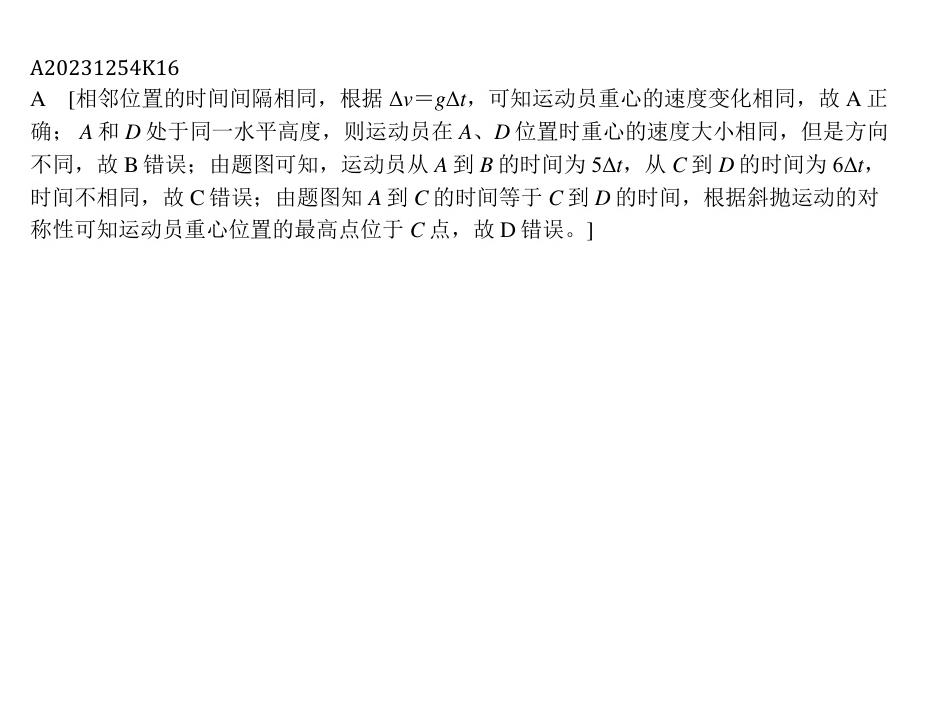 A20231254K16
A　[相邻位置的时间间隔相同，根据 Δv＝gΔt，可知运动员重心的速度变化相同，故 A 正
确； A 和 D 处于同一水平高度，则运动员在 A、D 位置时重心的速度大小相同，但是方向
不同，故 B 错误；由题图可知，运动员从 A 到 B 的时间为 5Δt，从 C 到 D 的时间为 6Δt，
时间不相同，故 C 错误；由题图知 A 到 C 的时间等于 C 到 D 的时间，根据斜抛运动的对
称性可知运动员重心位置的最高点位于 C 点，故 D 错误。]